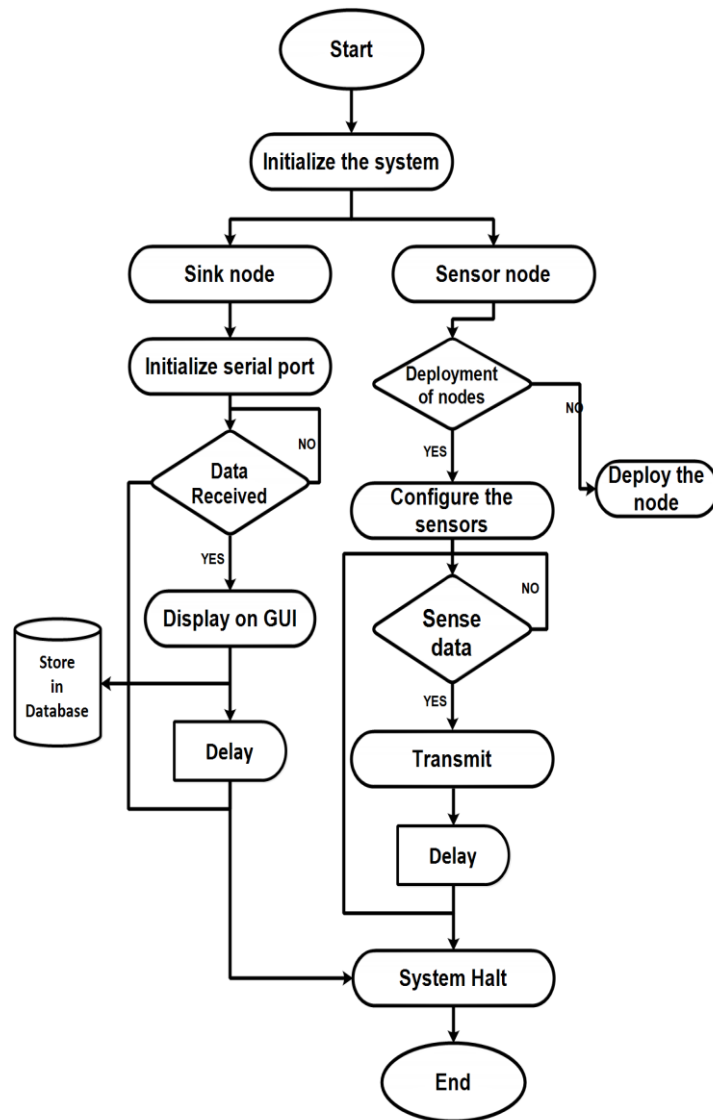 Start
Initialize the system
Sink node
Sensor node
Initialize serial port
Deployment
of nodes
NO
NO
Data
Received
YES
Deploy the
node
Configure the
sensors
YES
NO
Display on GUI
Sense
data
Store
in
Database
YES
Delay
Transmit
Delay
System Halt
End